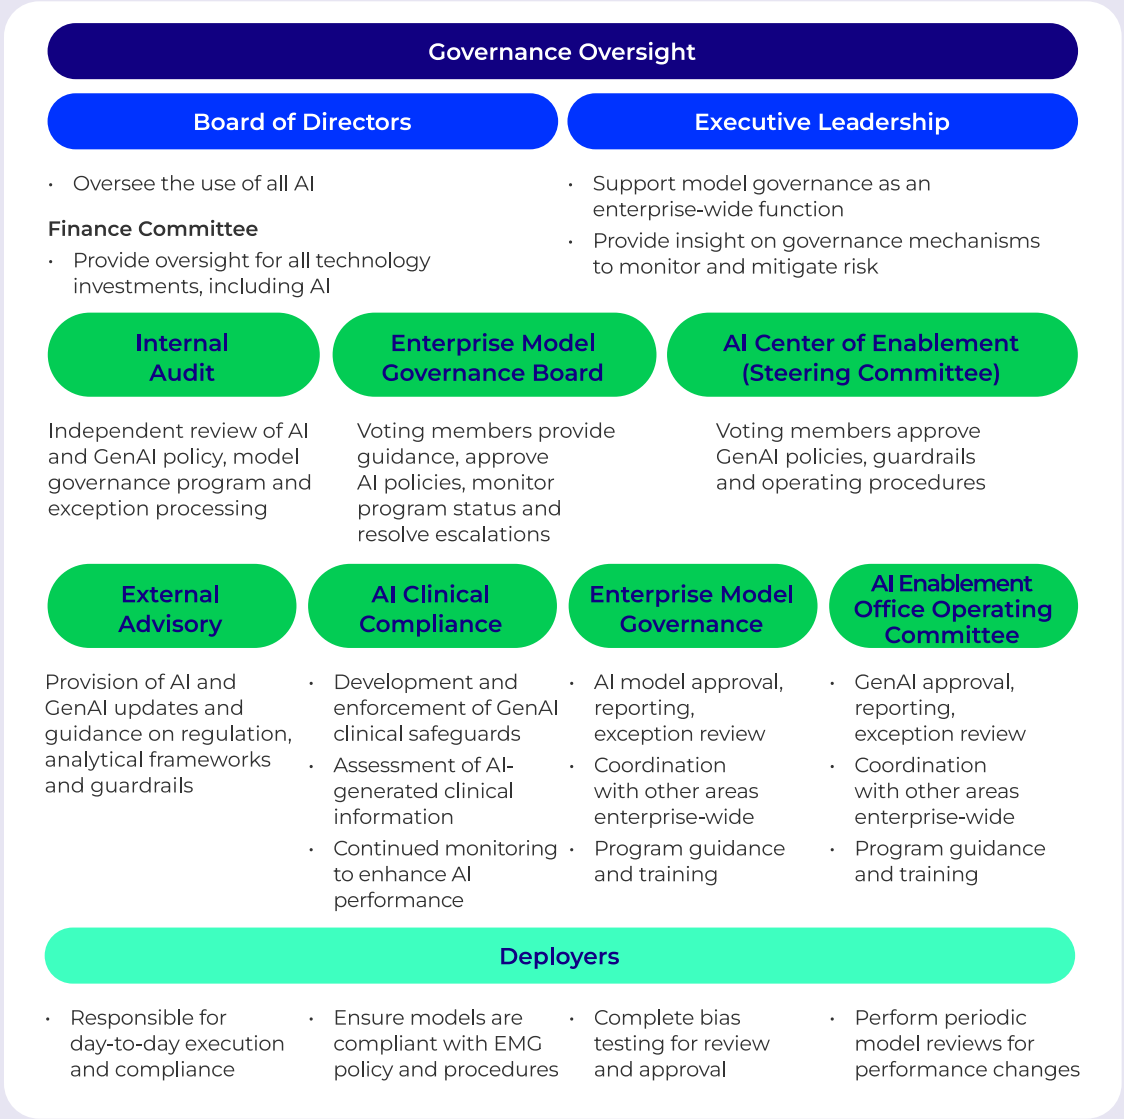 Governance Oversight
Board of Directors
• Oversee the use of all AI
Finance Committee
• Provide oversight for all technology
investments, including AI
Executive Leadership
• Support model governance as an
enterprise-wide function
• Provide insight on governance mechanisms
to monitor and mitigate risk
Internal
Audit
Independent review of AI
and GenAI policy, model
governance program and
exception processing
Enterprise Model
Governance Board
Voting members provide
guidance, approve
AI policies, monitor
program status and
resolve escalations
AI Center of Enablement
(Steering Committee)
Voting members approve
GenAI policies, guardrails
and operating procedures
External
Advisory
Provision of AI and
GenAI updates and
guidance on regulation,
analytical frameworks
and guardrails
AI Clinical
Compliance
• Development and
enforcement of GenAI
clinical safeguards
• Assessment of AI-
generated clinical
information
• Continued monitoring
to enhance AI
performance
Enterprise Model
Governance
• AI model approval,
reporting,
exception review
• Coordination
with other areas
enterprise-wide
• Program guidance
and training
AI Enablement
Office Operating
Committee
• GenAI approval,
reporting,
exception review
• Coordination
with other areas
enterprise-wide
• Program guidance
and training
Deployers
• Responsible for
day-to-day execution
and compliance
• Ensure models are
compliant with EMG
policy and procedures
• Complete bias
testing for review
and approval
• Perform periodic
model reviews for
performance changes